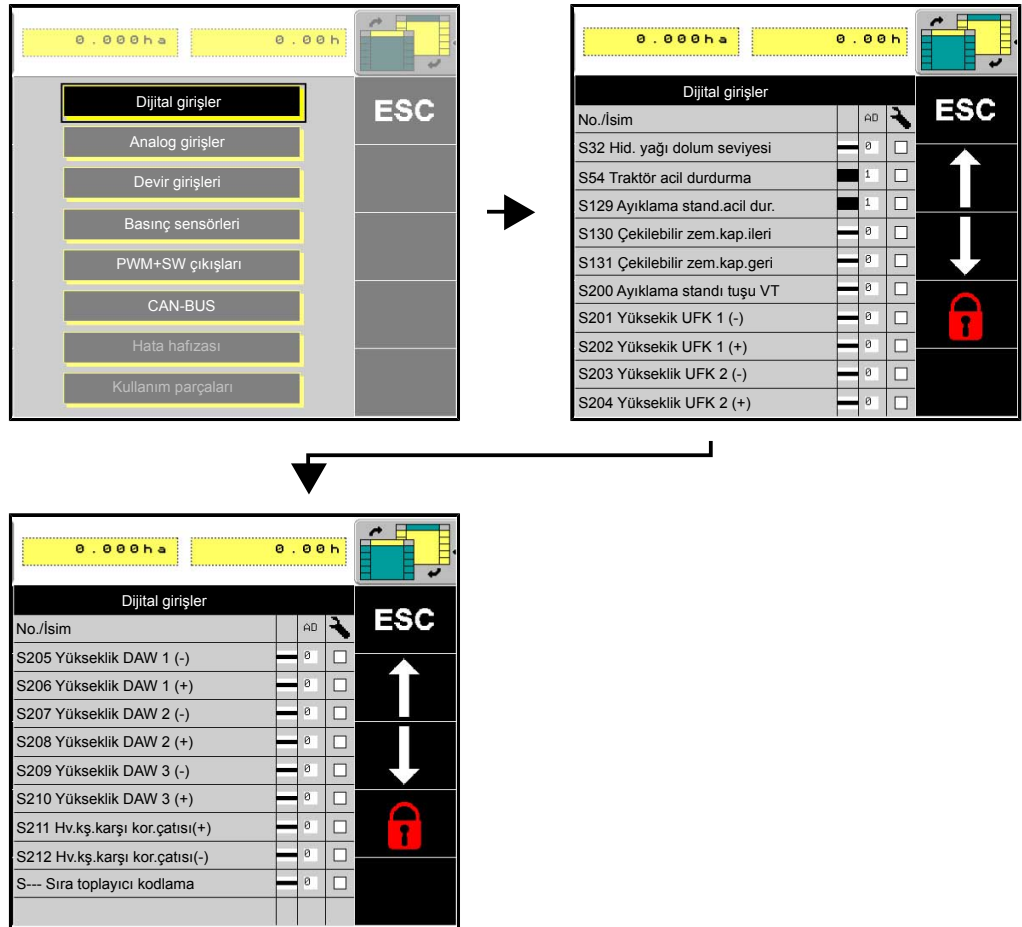 0.000ha 0.00h
Dijital girişler
ESC
Analog girişler
Devir girişleri
Basınç sensörleri
PWM+SW çıkışları
CAN-BUS
Hata hafızası
Kullanım parçaları
0.000ha 0.00h
Dijital girişler
ESC
No./İsim AD
S32 Hid. yağı dolum seviyesi 0
S54 Traktör acil durdurma 1
S129 Ayıklama stand.acil dur. 1
S130 Çekilebilir zem.kap.ileri 0
S131 Çekilebilir zem.kap.geri 0
S200 Ayıklama standı tuşu VT 0
S201 Yüksekik UFK 1 (-) 0
S202 Yüksekik UFK 1 (+) 0
S203 Yükseklik UFK 2 (-) 0
S204 Yükseklik UFK 2 (+) 0
0.000ha 0.00h
Dijital girişler
ESC
No./İsim AD
S205 Yükseklik DAW 1 (-) 0
S206 Yükseklik DAW 1 (+) 0
S207 Yükseklik DAW 2 (-) 0
S208 Yükseklik DAW 2 (+) 0
S209 Yükseklik DAW 3 (-) 0
S210 Yükseklik DAW 3 (+) 0
S211 Hv.kş.karşı kor.çatısı(+) 0
S212 Hv.kş.karşı kor.çatısı(-) 0
S--- Sıra toplayıcı kodlama 0